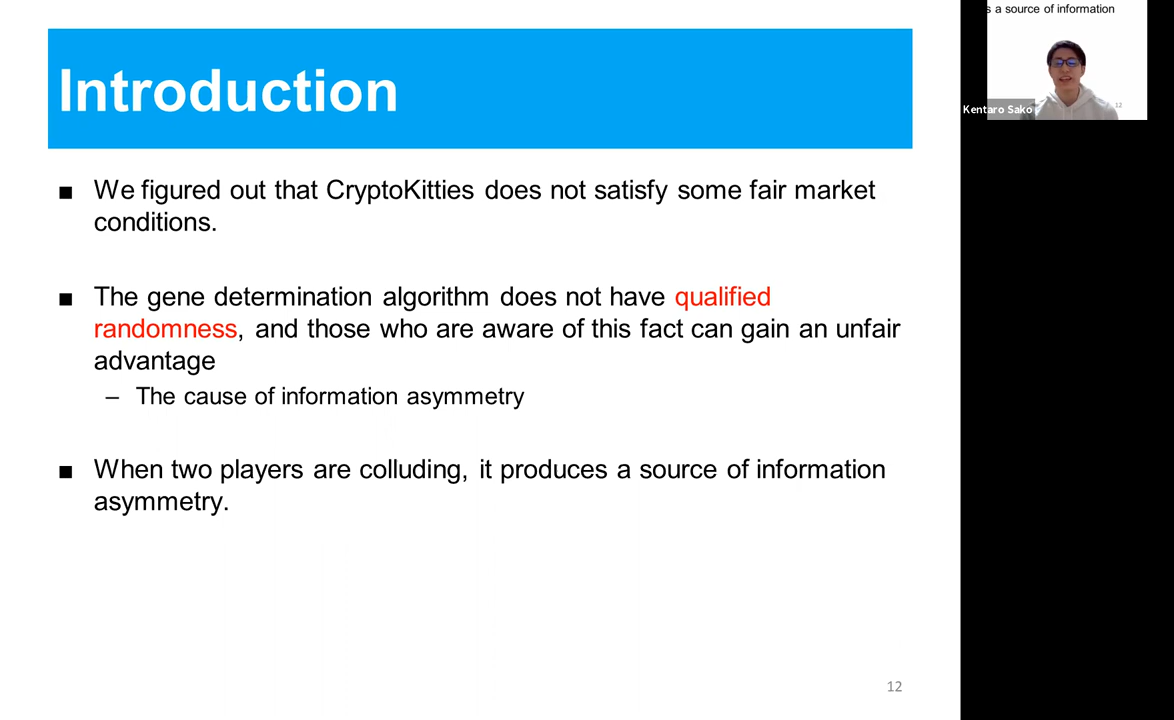 Introduction
■ We figured out that CryptoKitties does not satisfy some fair market
conditions.
■ The gene determination algorithm does not have qualified
randomness, and those who are aware of this fact can gain an unfair
advantage
– The cause of information asymmetry
■ When two players are colluding, it produces a source of information
asymmetry.
12
s a source of information
12
Kentaro Sako